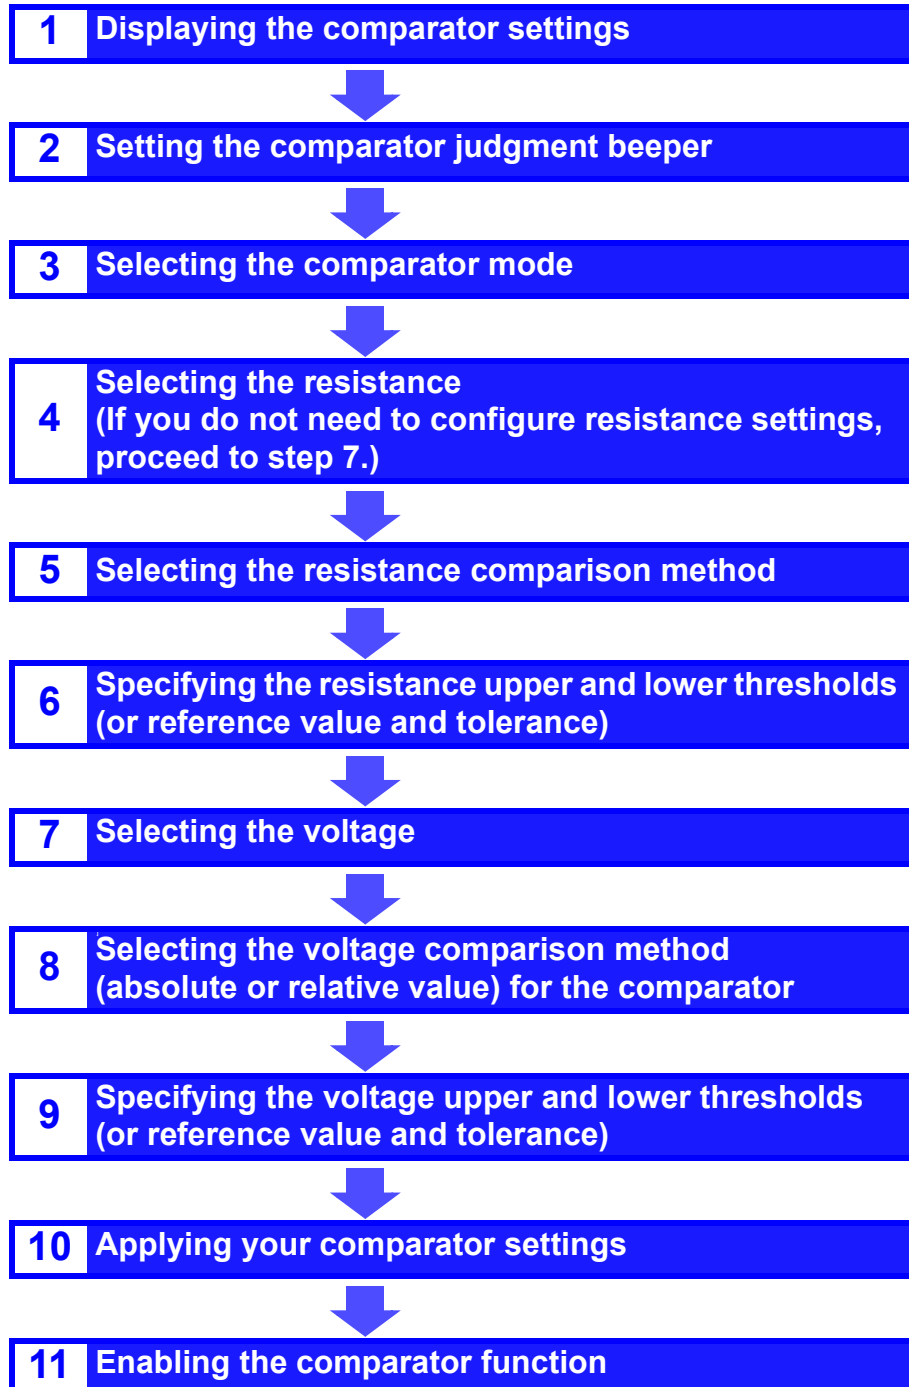 1 Displaying the comparator settings
2 Setting the comparator judgment beeper
3 Selecting the comparator mode
4 Selecting the resistance
(If you do not need to configure resistance settings,
proceed to step 7.)
5 Selecting the resistance comparison method
6 Specifying the resistance upper and lower thresholds
(or reference value and tolerance)
7 Selecting the voltage
8 Selecting the voltage comparison method
(absolute or relative value) for the comparator
9 Specifying the voltage upper and lower thresholds
(or reference value and tolerance)
10 Applying your comparator settings
11 Enabling the comparator function